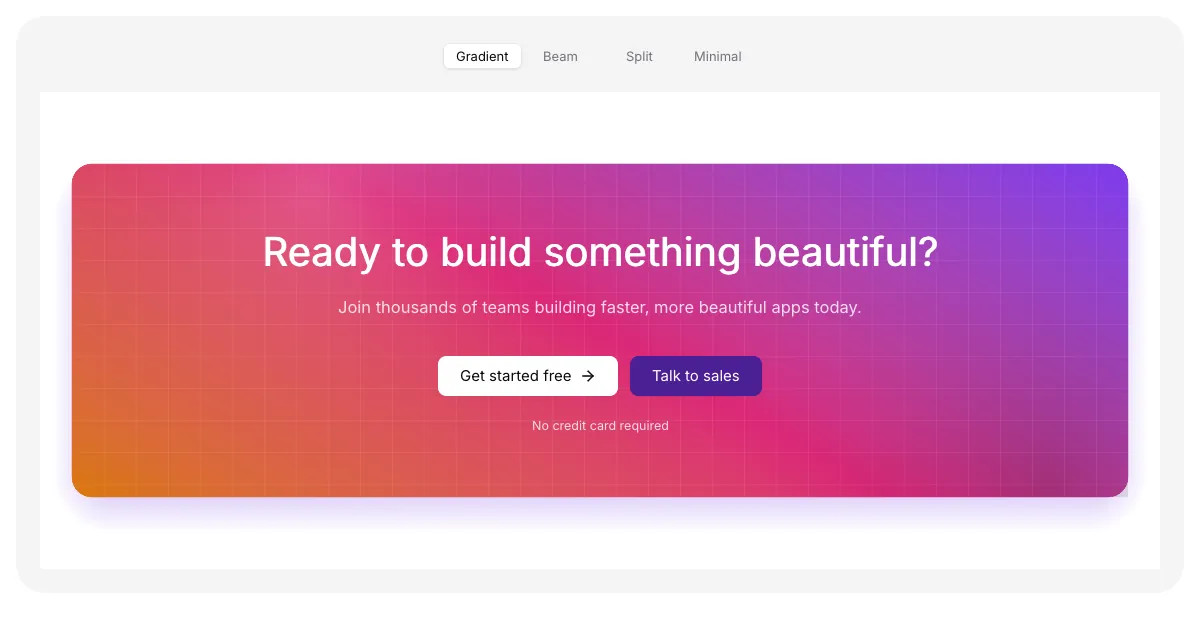 Gradient Beam Split Minimal
Ready to build something beautiful?
Join thousands of teams building faster, more beautiful apps today.
Get started free → Talk to sales
No credit card required